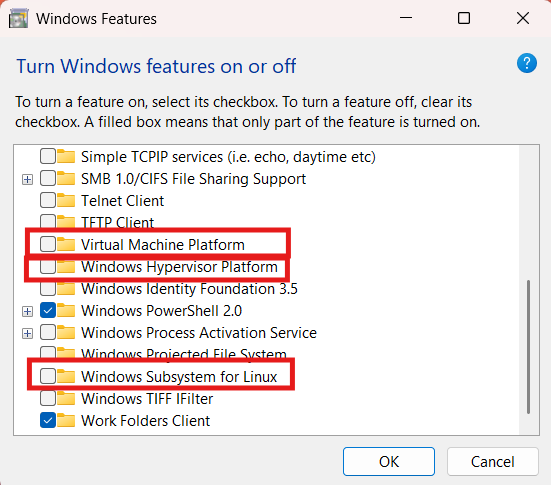 Windows Features
Turn Windows features on or off
?
To turn a feature on, select its checkbox. To turn a feature off, clear its
checkbox. A filled box means that only part of the feature is turned on.
Simple TCPIP services (i.e. echo, daytime etc)
SMB 1.0/CIFS File Sharing Support
Telnet Client
TFTP Client
Virtual Machine Platform
Windows Hypervisor Platform
Windows Identity Foundation 3.5
Windows PowerShell 2.0
Windows Process Activation Service
Windows Projected File System
Windows Subsystem for Linux
Windows TIFF IFilter
Work Folders Client
OK Cancel